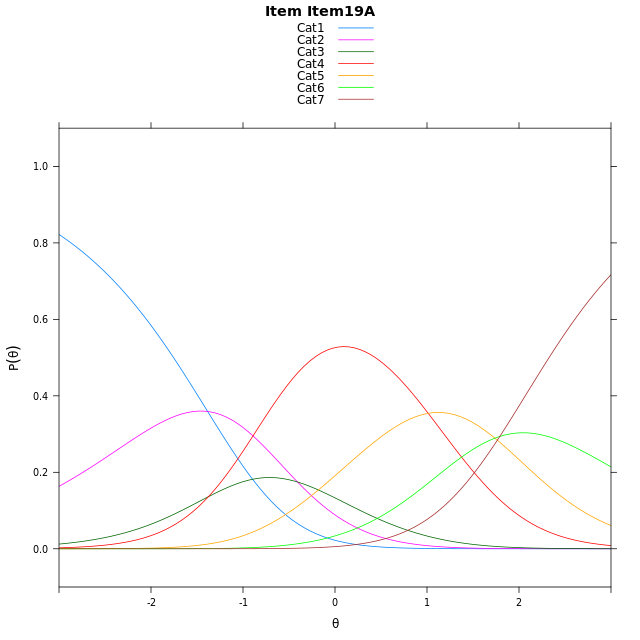 Item Item19A
Cat1
Cat2
Cat3
Cat4
Cat5
Cat6
Cat7
1.0
0.8
0.6
0.4
0.2
0.0
P(θ)
-2 -1 0 1 2
θ